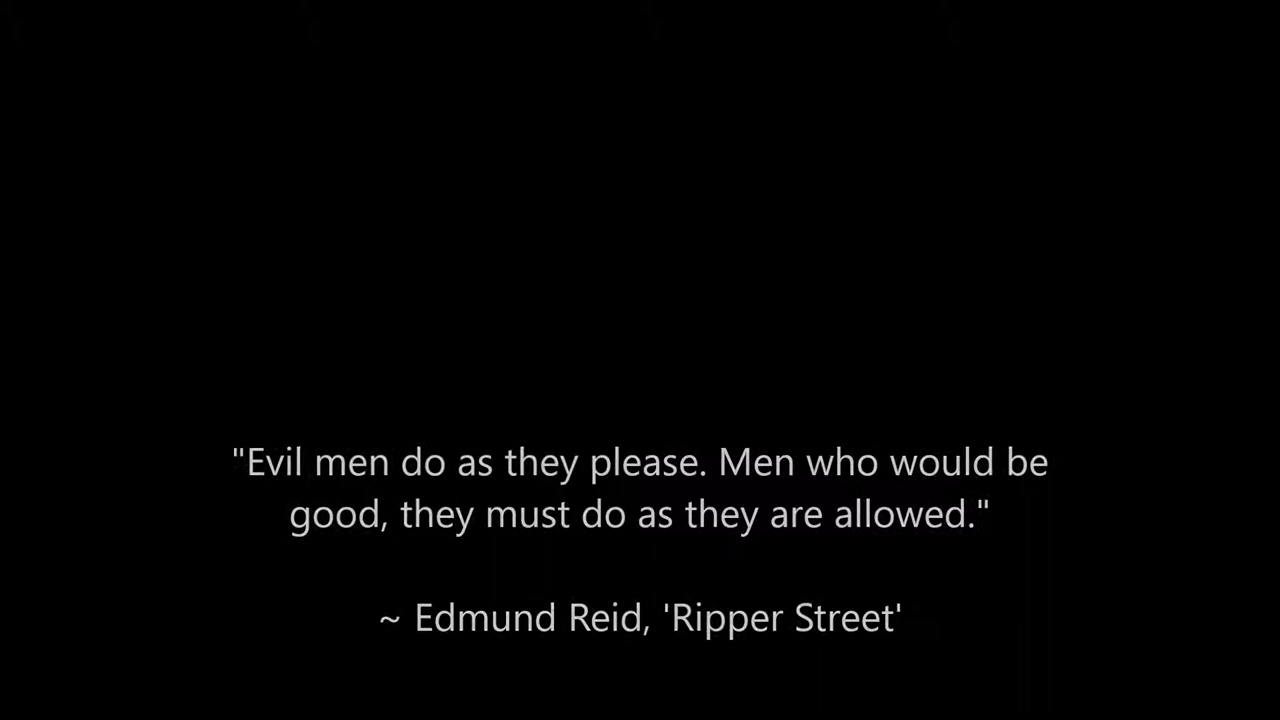 "Evil men do as they please. Men who would be
good, they must do as they are allowed."
~ Edmund Reid, 'Ripper Street'